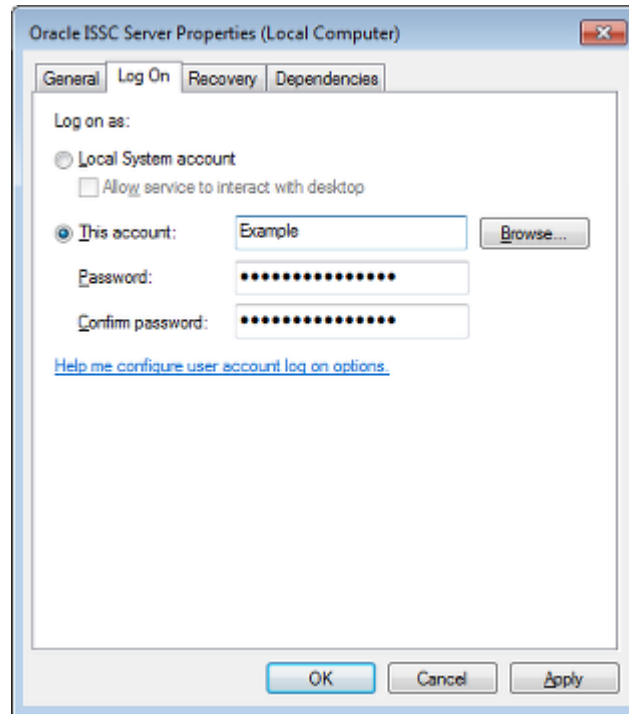 Oracle ISSC Server Properties (Local Computer)
General Log On Recovery Dependencies
Log on as:
Local System account
Allow service to interact with desktop
This account: Example Browse...
Password: •••••••••••••••
Confirm password: •••••••••••••••
Help me configure user account log on options.
OK Cancel Apply